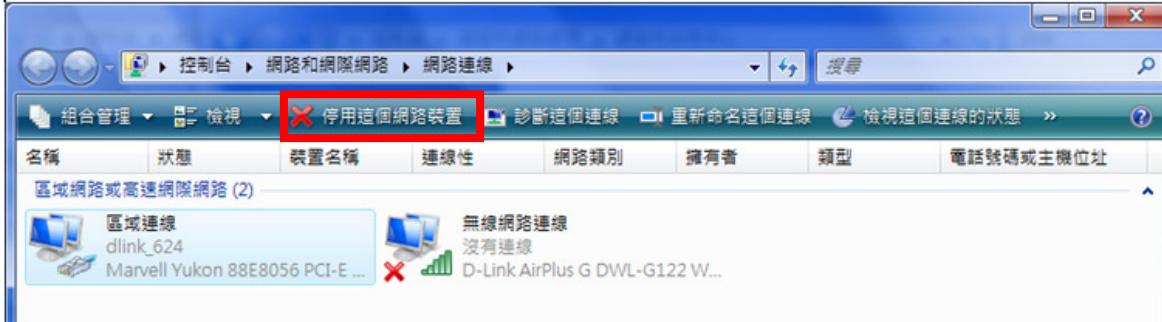 控制台 ▸ 網路和網際網路 ▸ 網路連線 ▸ 搜尋
組合管理 檢視 停用這個網路裝置 診斷這個連線 重新命名這個連線 檢視這個連線的狀態 »
名稱 狀態 裝置名稱 連線性 網路類別 擁有者 類型 電話號碼或主機位址
區域網路或高速網際網路 (2)
區域連線
dlink_624
Marvell Yukon 88E8056 PCI-E ...
無線網路連線
沒有連線
D-Link AirPlus G DWL-G122 W...